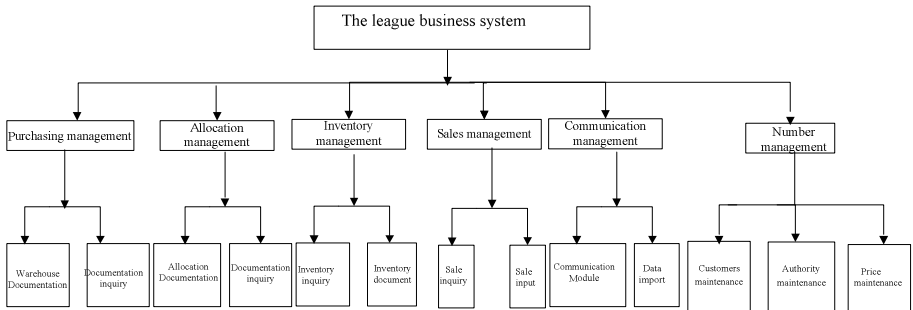 The league business system
Purchasing management
Allocation
management
Inventory
management
Sales management
Communication
management
Number
management
Warehouse
Documentation
Documentation
inquiry
Allocation
Documentation
Documentation
inquiry
Inventory
inquiry
Inventory
document
Sale
inquiry
Sale
input
Communication
Module
Data
import
Customers
maintenance
Authority
maintenance
Price
maintenance